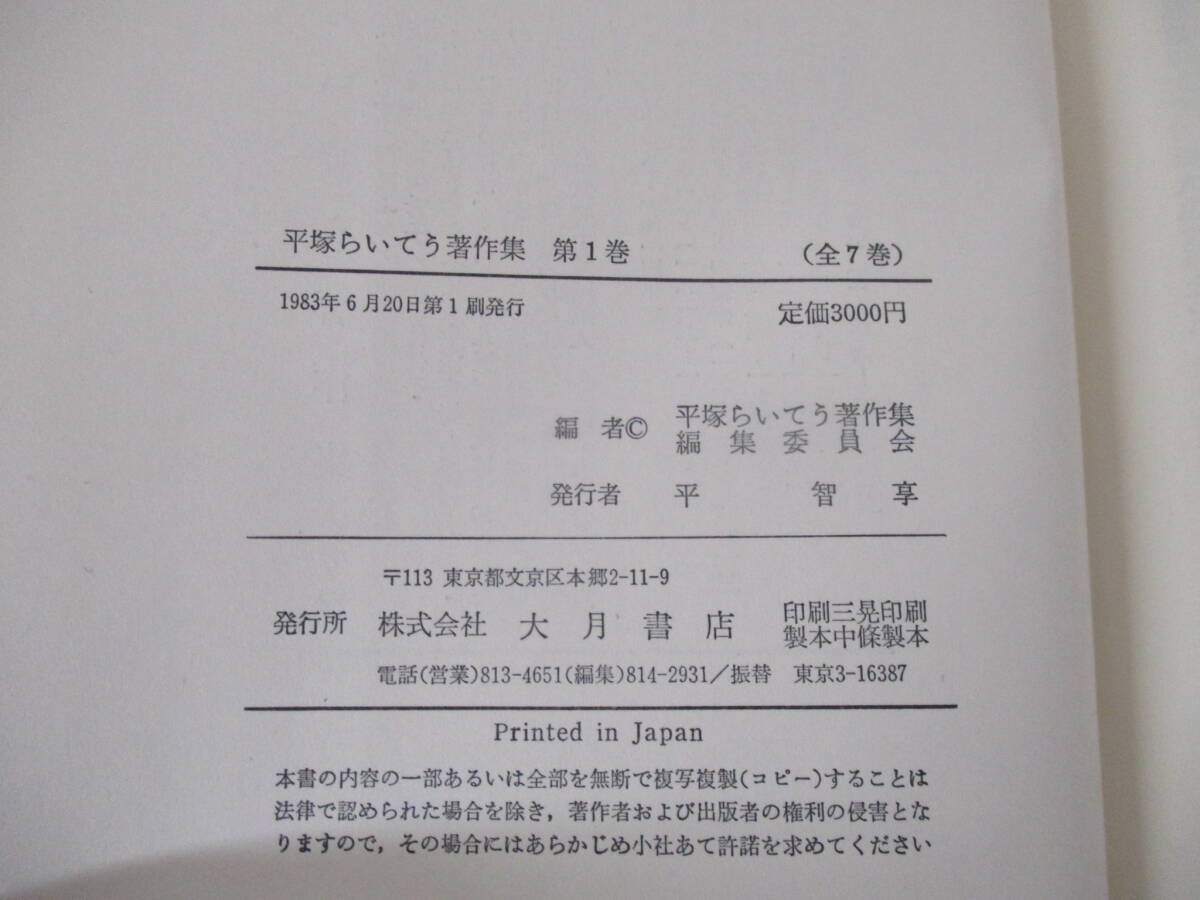 平塚らいてう著作集 第1巻 (全7巻)
1983年6月20日第1刷発行 定価3000円
編 者© 平塚らいてう著作集
編集委員会
発行者 平 智 享
〒113 東京都文京区本郷2-11-9
発行所 株式会社 大月書店 印刷三晃印刷
製本中條製本
電話(営業)813-4651(編集)814-2931/振替 東京3-16387
Printed in Japan
本書の内容の一部あるいは全部を無断で複写複製(コピー)することは
法律で認められた場合を除き,著作者および出版者の権利の侵害とな
りますので,その場合にはあらかじめ小社あて許諾を求めてください